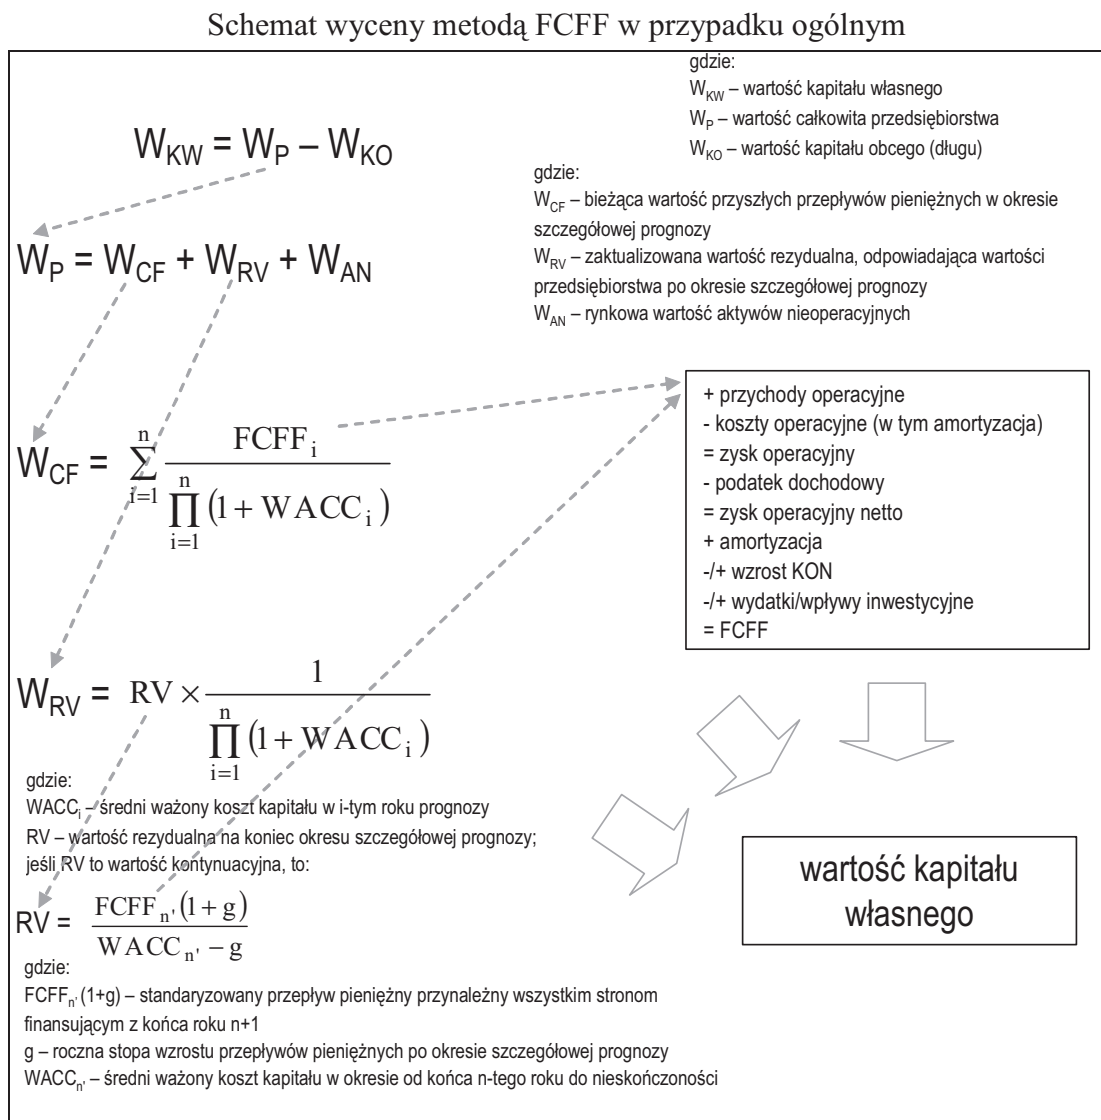 Schemat wyceny metodą FCFF w przypadku ogólnym
gdzie:
W_KW – wartość kapitału własnego
W_P – wartość całkowita przedsiębiorstwa
W_KO – wartość kapitału obcego (długu)
W_KW = W_P – W_KO
gdzie:
W_CF – bieżąca wartość przyszłych przepływów pieniężnych w okresie
szczegółowej prognozy
W_RV – zaktualizowana wartość rezydualna, odpowiadająca wartości
przedsiębiorstwa po okresie szczegółowej prognozy
W_AN – rynkowa wartość aktywów nieoperacyjnych
W_P = W_CF + W_RV + W_AN
W_CF = ∑_{i=1}^{n} FCFF_i / ∏_{i=1}^{n} (1 + WACC_i)
+ przychody operacyjne
- koszty operacyjne (w tym amortyzacja)
= zysk operacyjny
- podatek dochodowy
= zysk operacyjny netto
+ amortyzacja
-/+ wzrost KON
-/+ wydatki/wpływy inwestycyjne
= FCFF
W_RV = RV × 1 / ∏_{i=1}^{n} (1 + WACC_i)
gdzie:
WACC_i – średni ważony koszt kapitału w i-tym roku prognozy
RV – wartość rezydualna na koniec okresu szczegółowej prognozy;
jeśli RV to wartość kontynuacyjna, to:
RV = FCFF_n' (1 + g) / WACC_n' – g
wartość kapitału
własnego
gdzie:
FCFF_n' (1+g) – standaryzowany przepływ pieniężny przynależny wszystkim stronom
finansującym z końca roku n+1
g – roczna stopa wzrostu przepływów pieniężnych po okresie szczegółowej prognozy
WACC_n' – średni ważony koszt kapitału w okresie od końca n-tego roku do nieskończoności